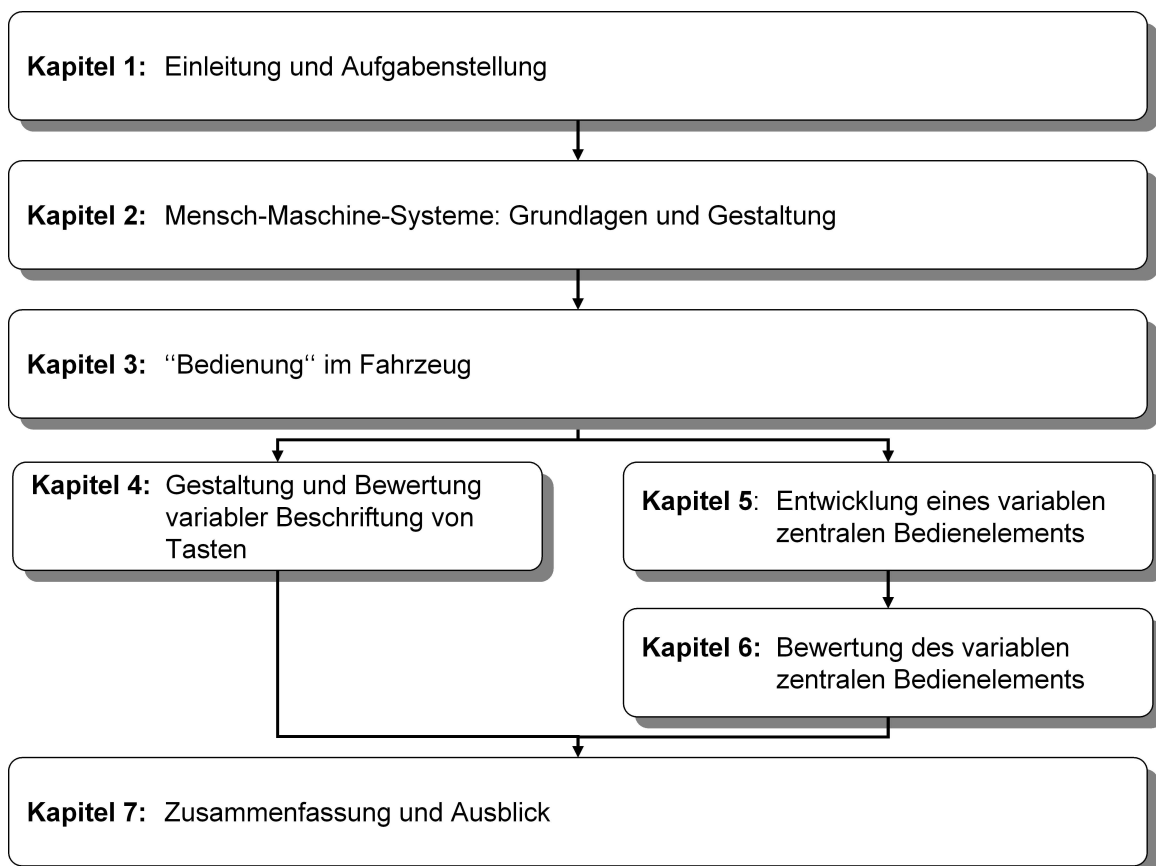 Kapitel 1: Einleitung und Aufgabenstellung
Kapitel 2: Mensch-Maschine-Systeme: Grundlagen und Gestaltung
Kapitel 3: “Bedienung“ im Fahrzeug
Kapitel 4: Gestaltung und Bewertung
variabler Beschriftung von
Tasten
Kapitel 5: Entwicklung eines variablen
zentralen Bedienelements
Kapitel 6: Bewertung des variablen
zentralen Bedienelements
Kapitel 7: Zusammenfassung und Ausblick